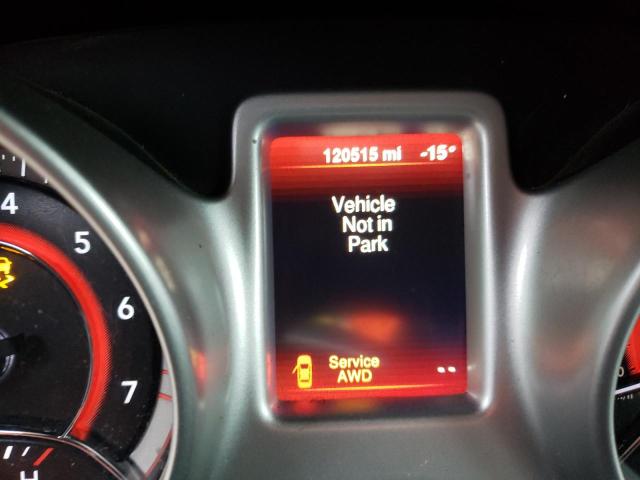 120515 mi -15°
Vehicle
Not in
Park
Service
AWD
--
4
5
6
7
H